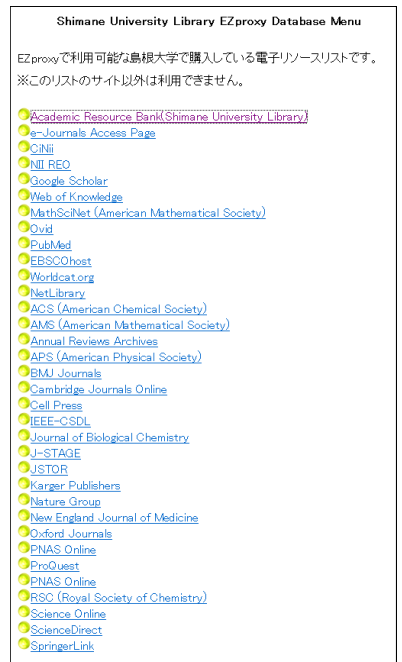 Shimane University Library EZproxy Database Menu
EZproxyで利用可能な島根大学で購入している電子リソースリストです。
※このリストのサイト以外は利用できません。
Academic Resource Bank(Shimane University Library)
e-Journals Access Page
CiNii
NII REO
Google Scholar
Web of Knowledge
MathSciNet (American Mathematical Society)
Ovid
PubMed
EBSCOhost
Worldcat.org
NetLibrary
ACS (American Chemical Society)
AMS (American Mathematical Society)
Annual Reviews Archives
APS (American Physical Society)
BMJ Journals
Cambridge Journals Online
Cell Press
IEEE-CSDL
Journal of Biological Chemistry
J-STAGE
JSTOR
Karger Publishers
Nature Group
New England Journal of Medicine
Oxford Journals
PNAS Online
ProQuest
PNAS Online
RSC (Royal Society of Chemistry)
Science Online
ScienceDirect
SpringerLink